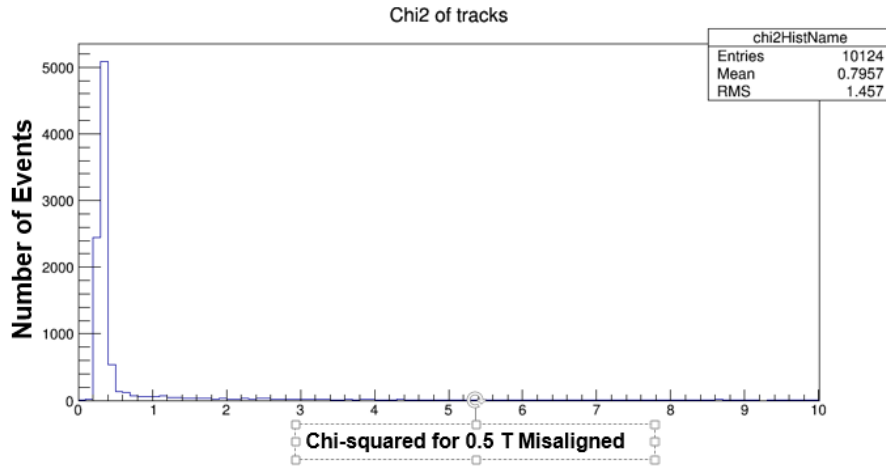 Chi2 of tracks
chi2HistName
Entries 10124
Mean 0.7957
RMS 1.457
Number of Events
5000
4000
3000
2000
1000
0
0 1 2 3 4 5 6 7 8 9 10
Chi-squared for 0.5 T Misaligned